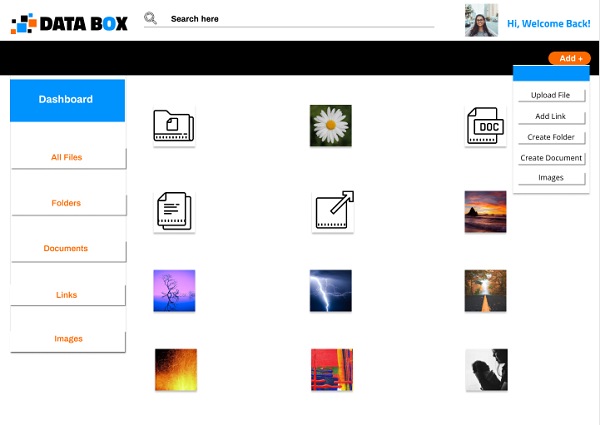 DATA BOX
Search here
Hi, Welcome Back!
Add +
Dashboard
All Files
Folders
Documents
Links
Images
DOC
Upload File
Add Link
Create Folder
Create Document
Images